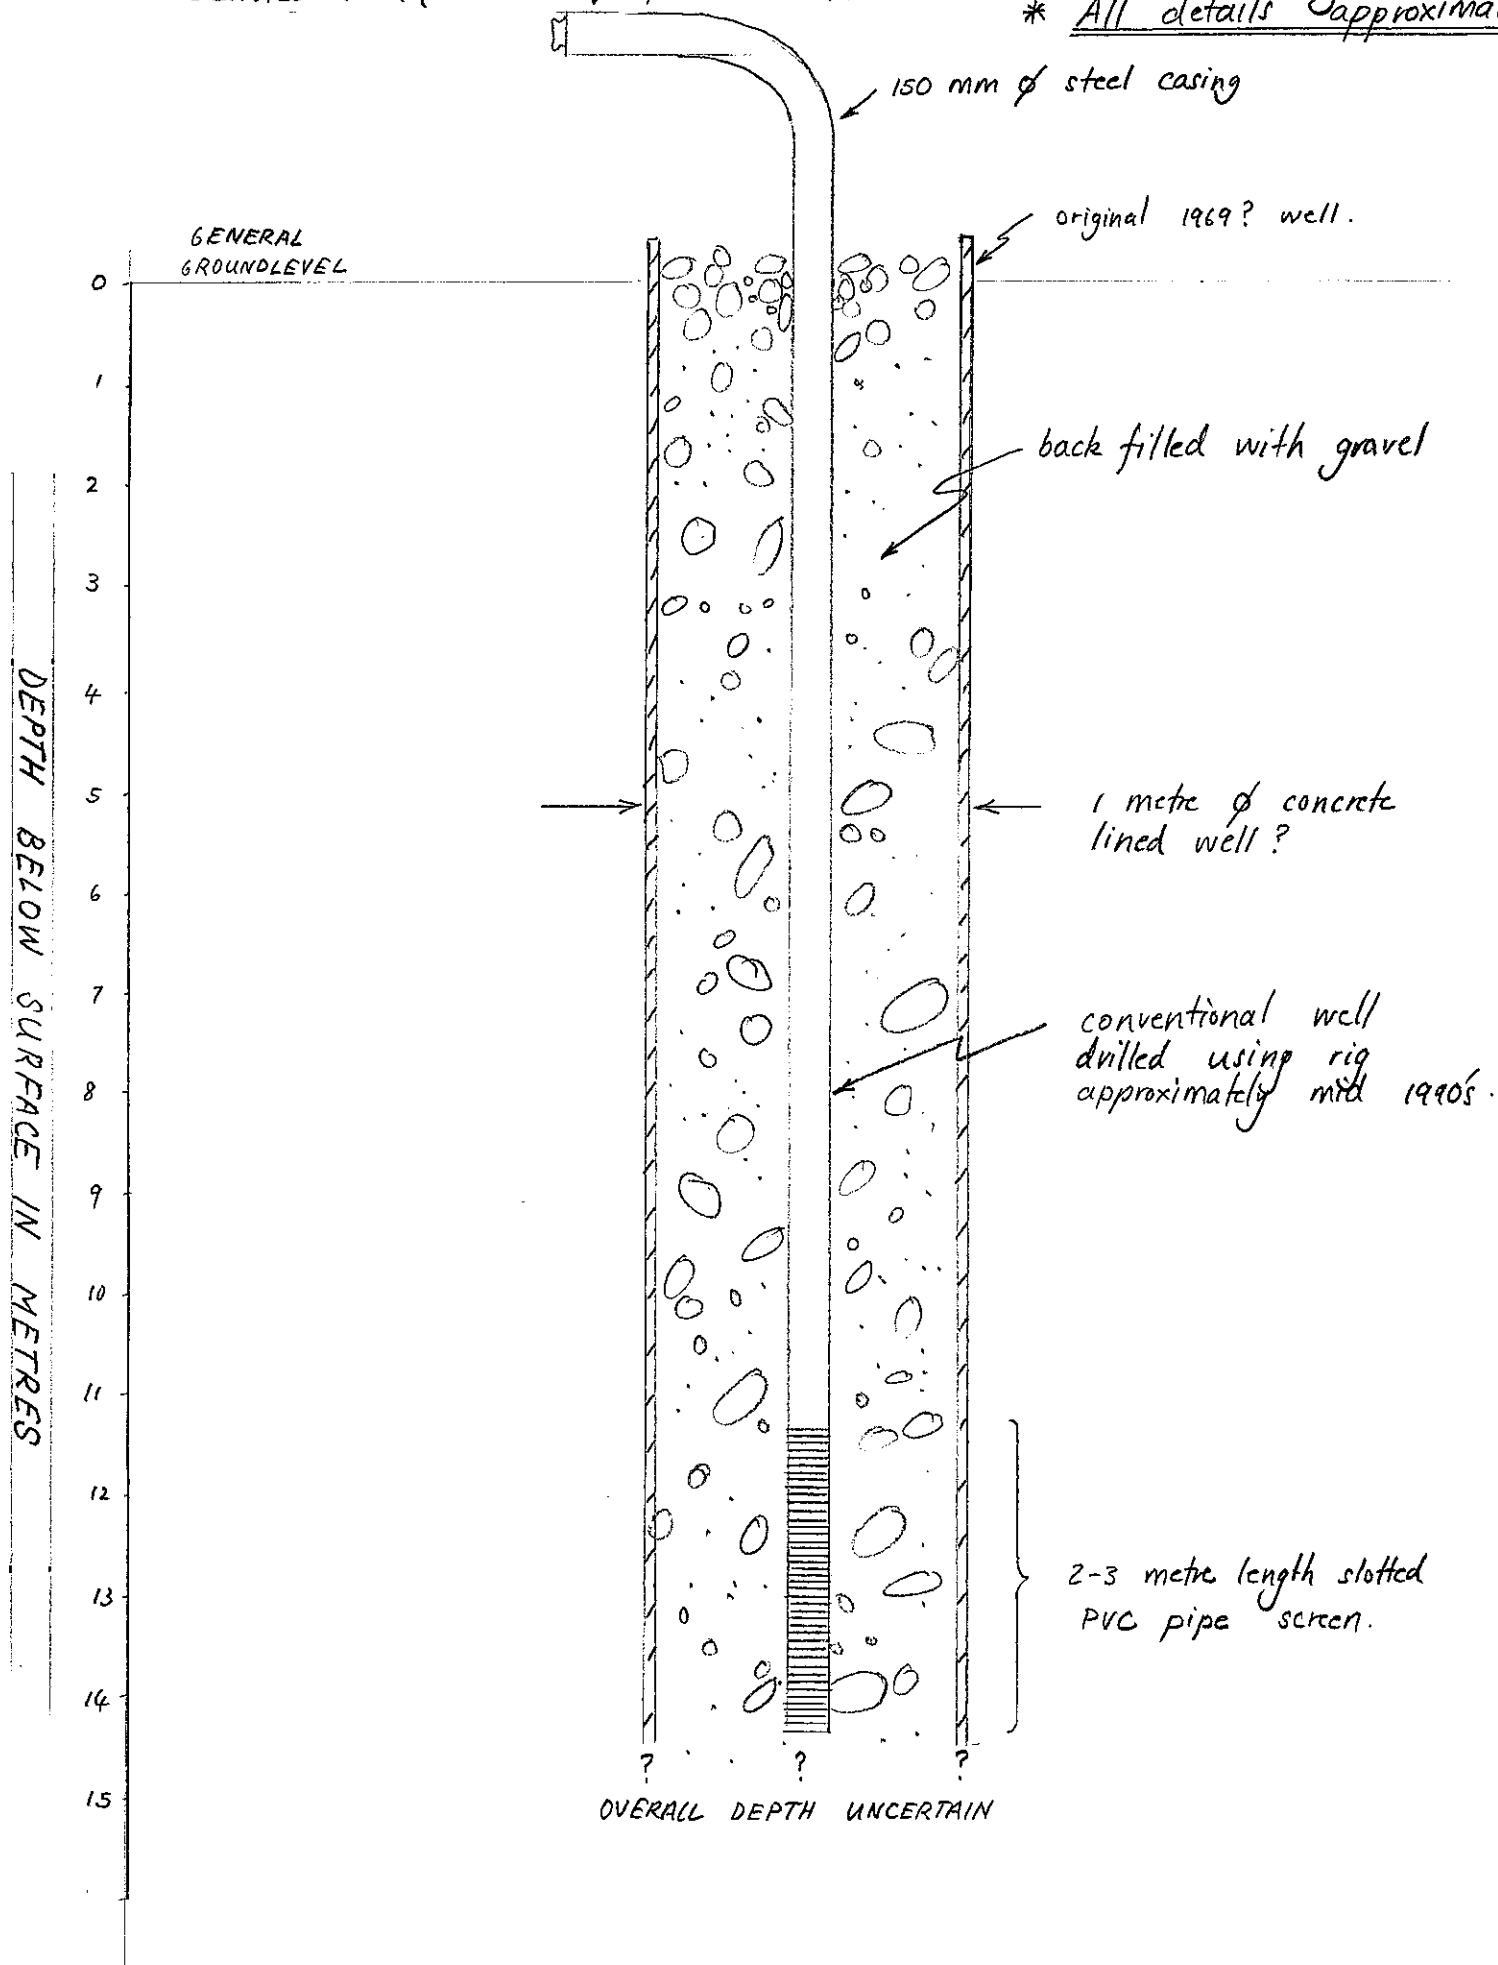 * All details approximat
150 mm ø steel casing
original 1969? well.
GENERAL
GROUNDLEVEL
0
1
2
3
4
5
6
7
8
9
10
11
12
13
14
15
DEPTH BELOW SURFACE IN METRES
back filled with gravel
1 metre ø concrete
lined well?
conventional well
drilled using rig
approximately mid 1990's.
2-3 metre length slotted
PVC pipe screen.
? ? ?
OVERALL DEPTH UNCERTAIN